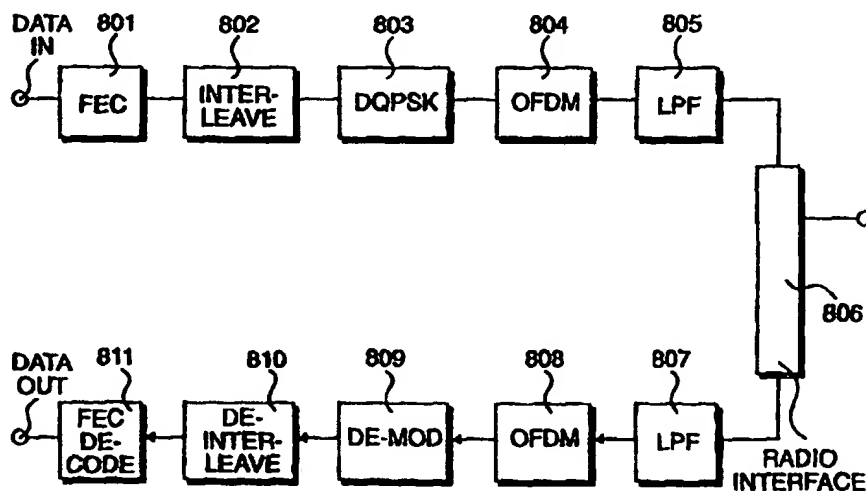 DATA IN
801
802
803
804
805
FEC
INTER-
LEAVE
DQPSK
OFDM
LPF
806
DATA OUT
811
810
809
808
807
FEC
DE-
CODE
DE-
INTER-
LEAVE
DE-MOD
OFDM
LPF
RADIO
INTERFACE